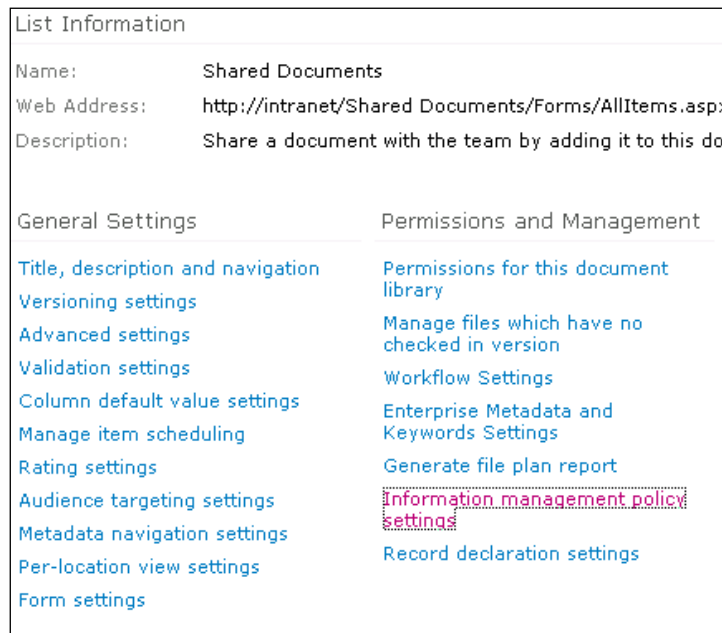 List Information
Name: Shared Documents
Web Address: http://intranet/Shared Documents/Forms/AllItems.aspx
Description: Share a document with the team by adding it to this do
General Settings
Title, description and navigation
Versioning settings
Advanced settings
Validation settings
Column default value settings
Manage item scheduling
Rating settings
Audience targeting settings
Metadata navigation settings
Per-location view settings
Form settings
Permissions and Management
Permissions for this document
library
Manage files which have no
checked in version
Workflow Settings
Enterprise Metadata and
Keywords Settings
Generate file plan report
Information management policy
settings
Record declaration settings